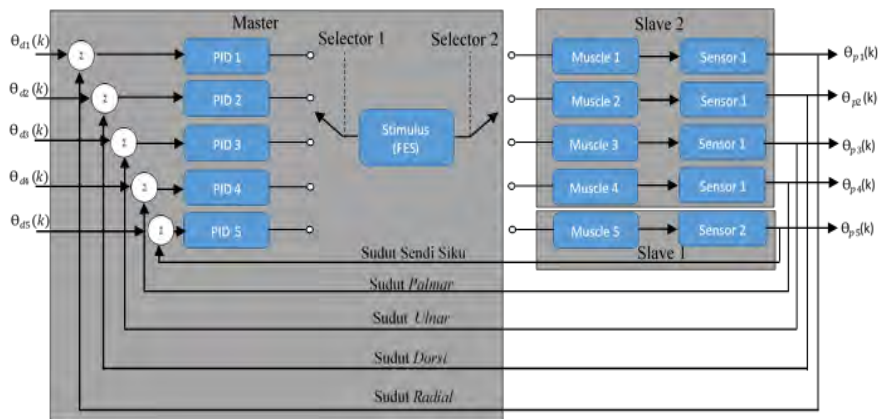 Master
Slave 2
Selector 1
Selector 2
θd1(k)
Σ
PID 1
Muscle 1
Sensor 1
θp1(k)
θd2(k)
Σ
PID 2
Muscle 2
Sensor 1
θp2(k)
Stimulus
(FES)
θd3(k)
Σ
PID 3
Muscle 3
Sensor 1
θp3(k)
θd4(k)
Σ
PID 4
Muscle 4
Sensor 1
θp4(k)
θd5(k)
Σ
PID 5
Muscle 5
Sensor 2
θp5(k)
Sudut Sendi Siku
Slave 1
Sudut Palmar
Sudut Ulnar
Sudut Dorsi
Sudut Radial